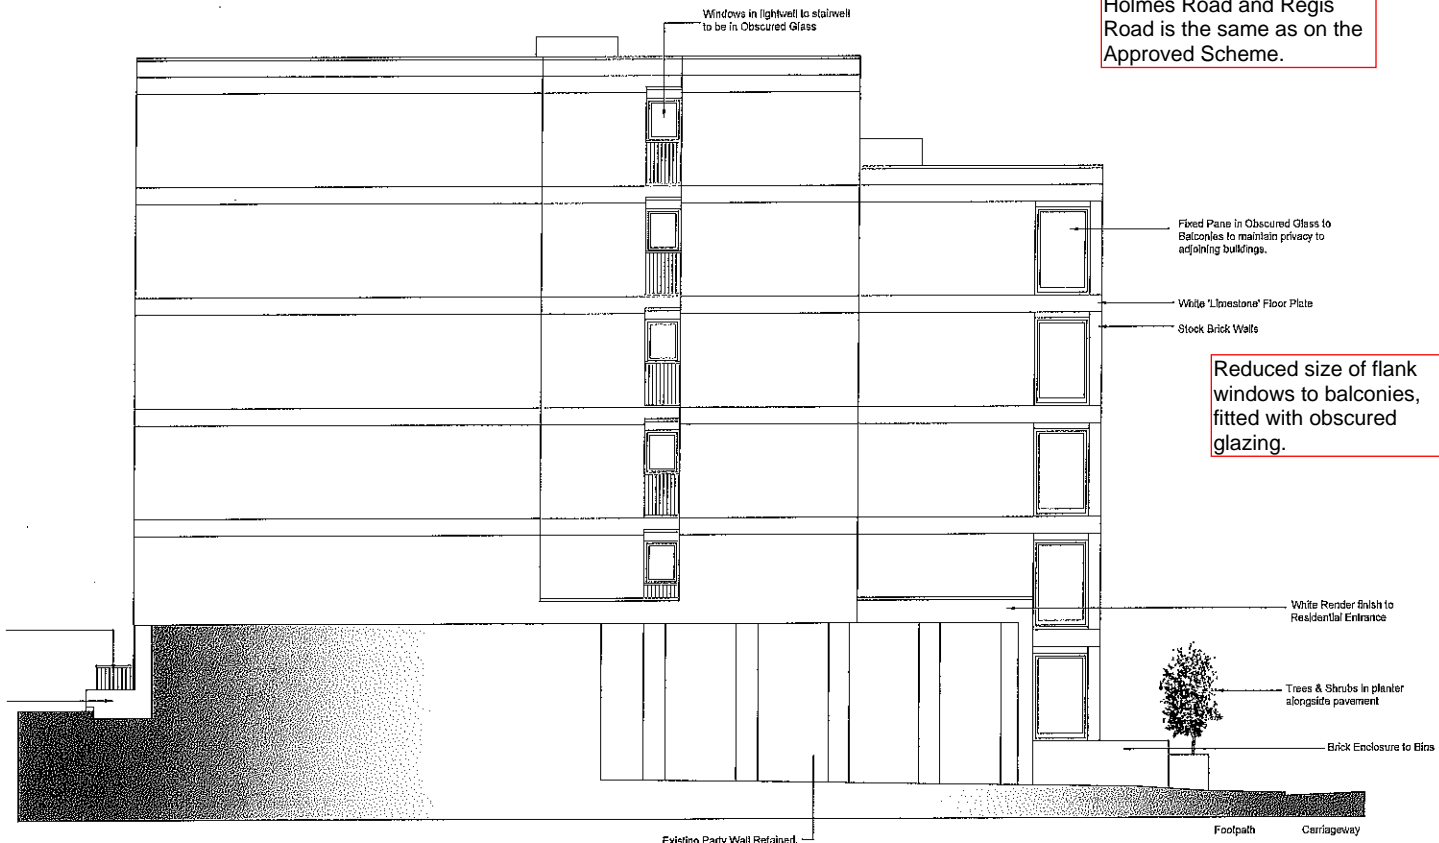 Holmes Road and Regis
Road is the same as on the
Approved Scheme.
Windows in lightwell to stairwell
to be in Obscured Glass
Fixed Pane in Obscured Glass to
Balconies to maintain privacy to
adjoining buildings.
White 'Limestone' Floor Plate
Stock Brick Walls
Reduced size of flank
windows to balconies,
fitted with obscured
glazing.
White Render finish to
Residential Entrance
Trees & Shrubs in planter
alongside pavement
Brick Enclosure to Bins
Footpath
Carriageway
Existing Party Wall Retained.